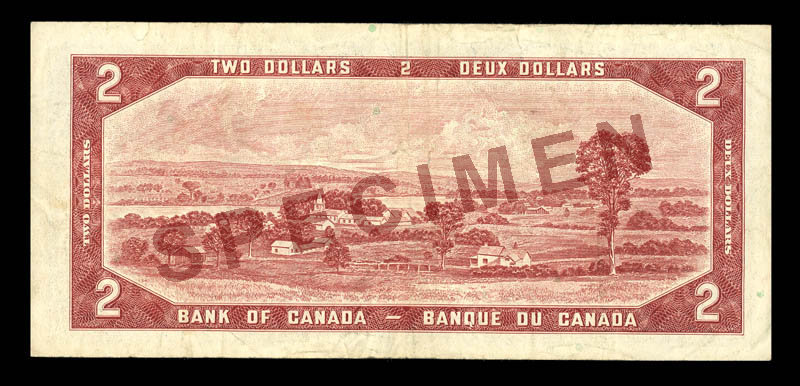 2 TWO DOLLARS 2 DEUX DOLLARS 2
TWO DOLLARS
SPECIMEN
DEUX DOLLARS
2 BANK OF CANADA — BANQUE DU CANADA 2